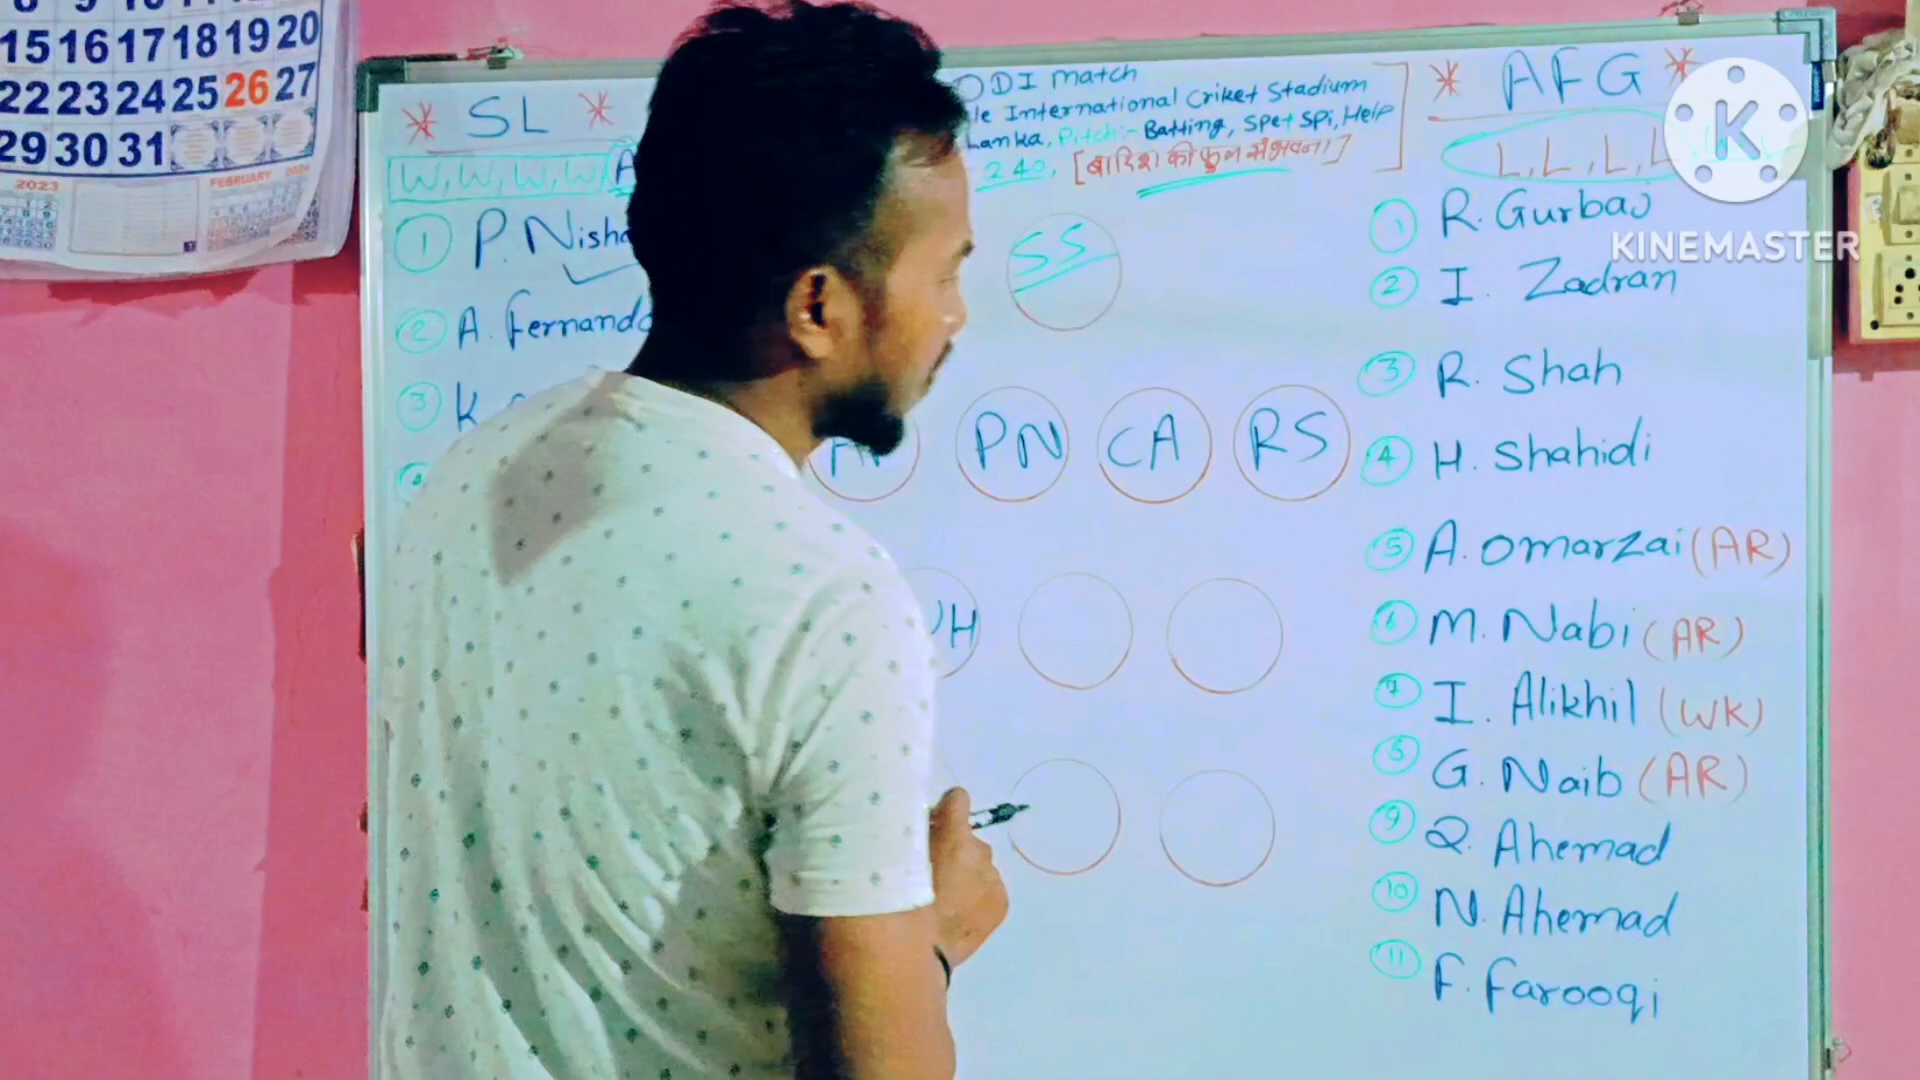 15 16 17 18 19 20
22 23 24 25 26 27
29 30 31
2023
FEBRUARY
* SL *
W, W, W, W, A
① P. Nisha
② A. Fernando
③ K
ODI match
le International Criket Stadium
Lanka, Pitch:- Batting, Spet Spi, Help
240,
SS
PN CA RS
H
* AFG *
L, L, L, L
① R. Gurbaj
② I. Zadran
③ R. Shah
④ H. Shahidi
⑤ A. Omarzai (AR)
⑥ M. Nabi (AR)
⑦ I. Alikhil (WK)
⑧ G. Naib (AR)
⑨ Q. Ahemad
⑩ N. Ahemad
⑪ F. Farooqi
K
KINEMASTER